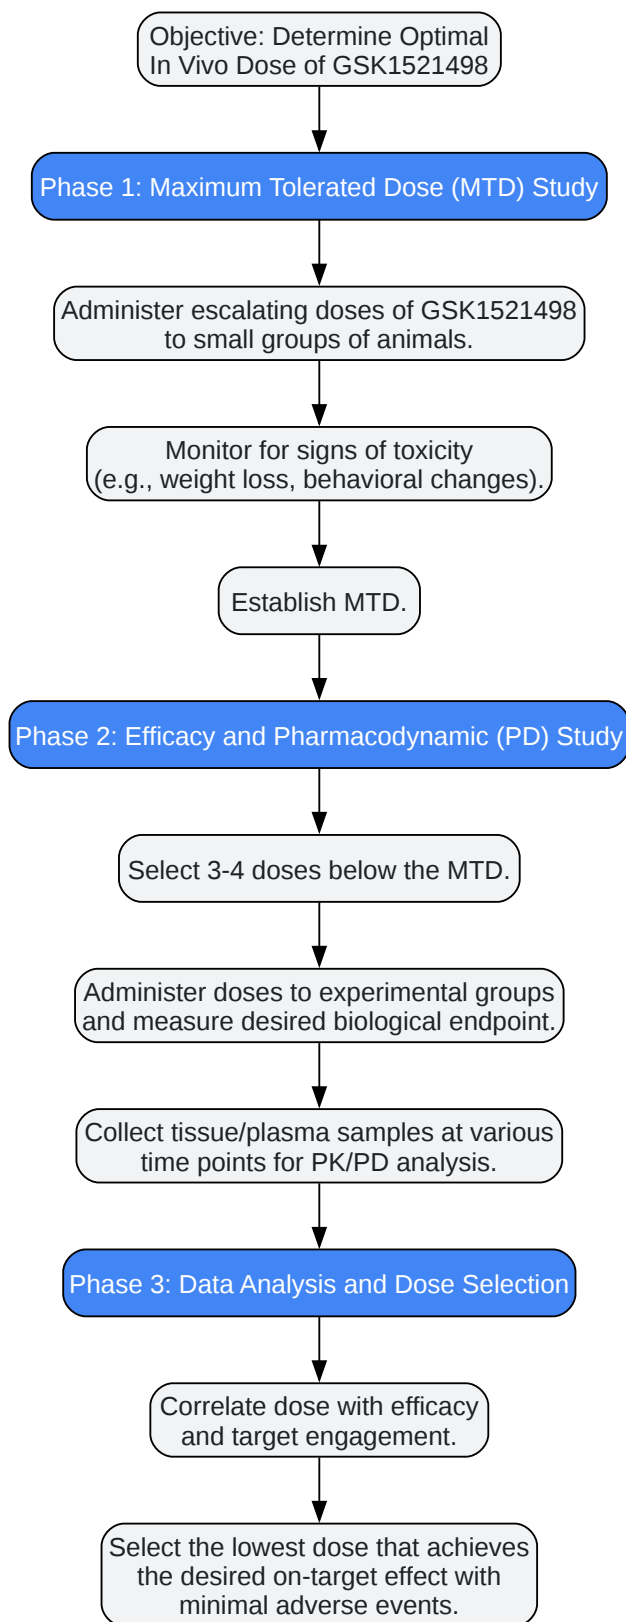 Objective: Determine Optimal
In Vivo Dose of GSK1521498
Phase 1: Maximum Tolerated Dose (MTD) Study
Administer escalating doses of GSK1521498
to small groups of animals.
Monitor for signs of toxicity
(e.g., weight loss, behavioral changes).
Establish MTD.
Phase 2: Efficacy and Pharmacodynamic (PD) Study
Select 3-4 doses below the MTD.
Administer doses to experimental groups
and measure desired biological endpoint.
Collect tissue/plasma samples at various
time points for PK/PD analysis.
Phase 3: Data Analysis and Dose Selection
Correlate dose with efficacy
and target engagement.
Select the lowest dose that achieves
the desired on-target effect with
minimal adverse events.